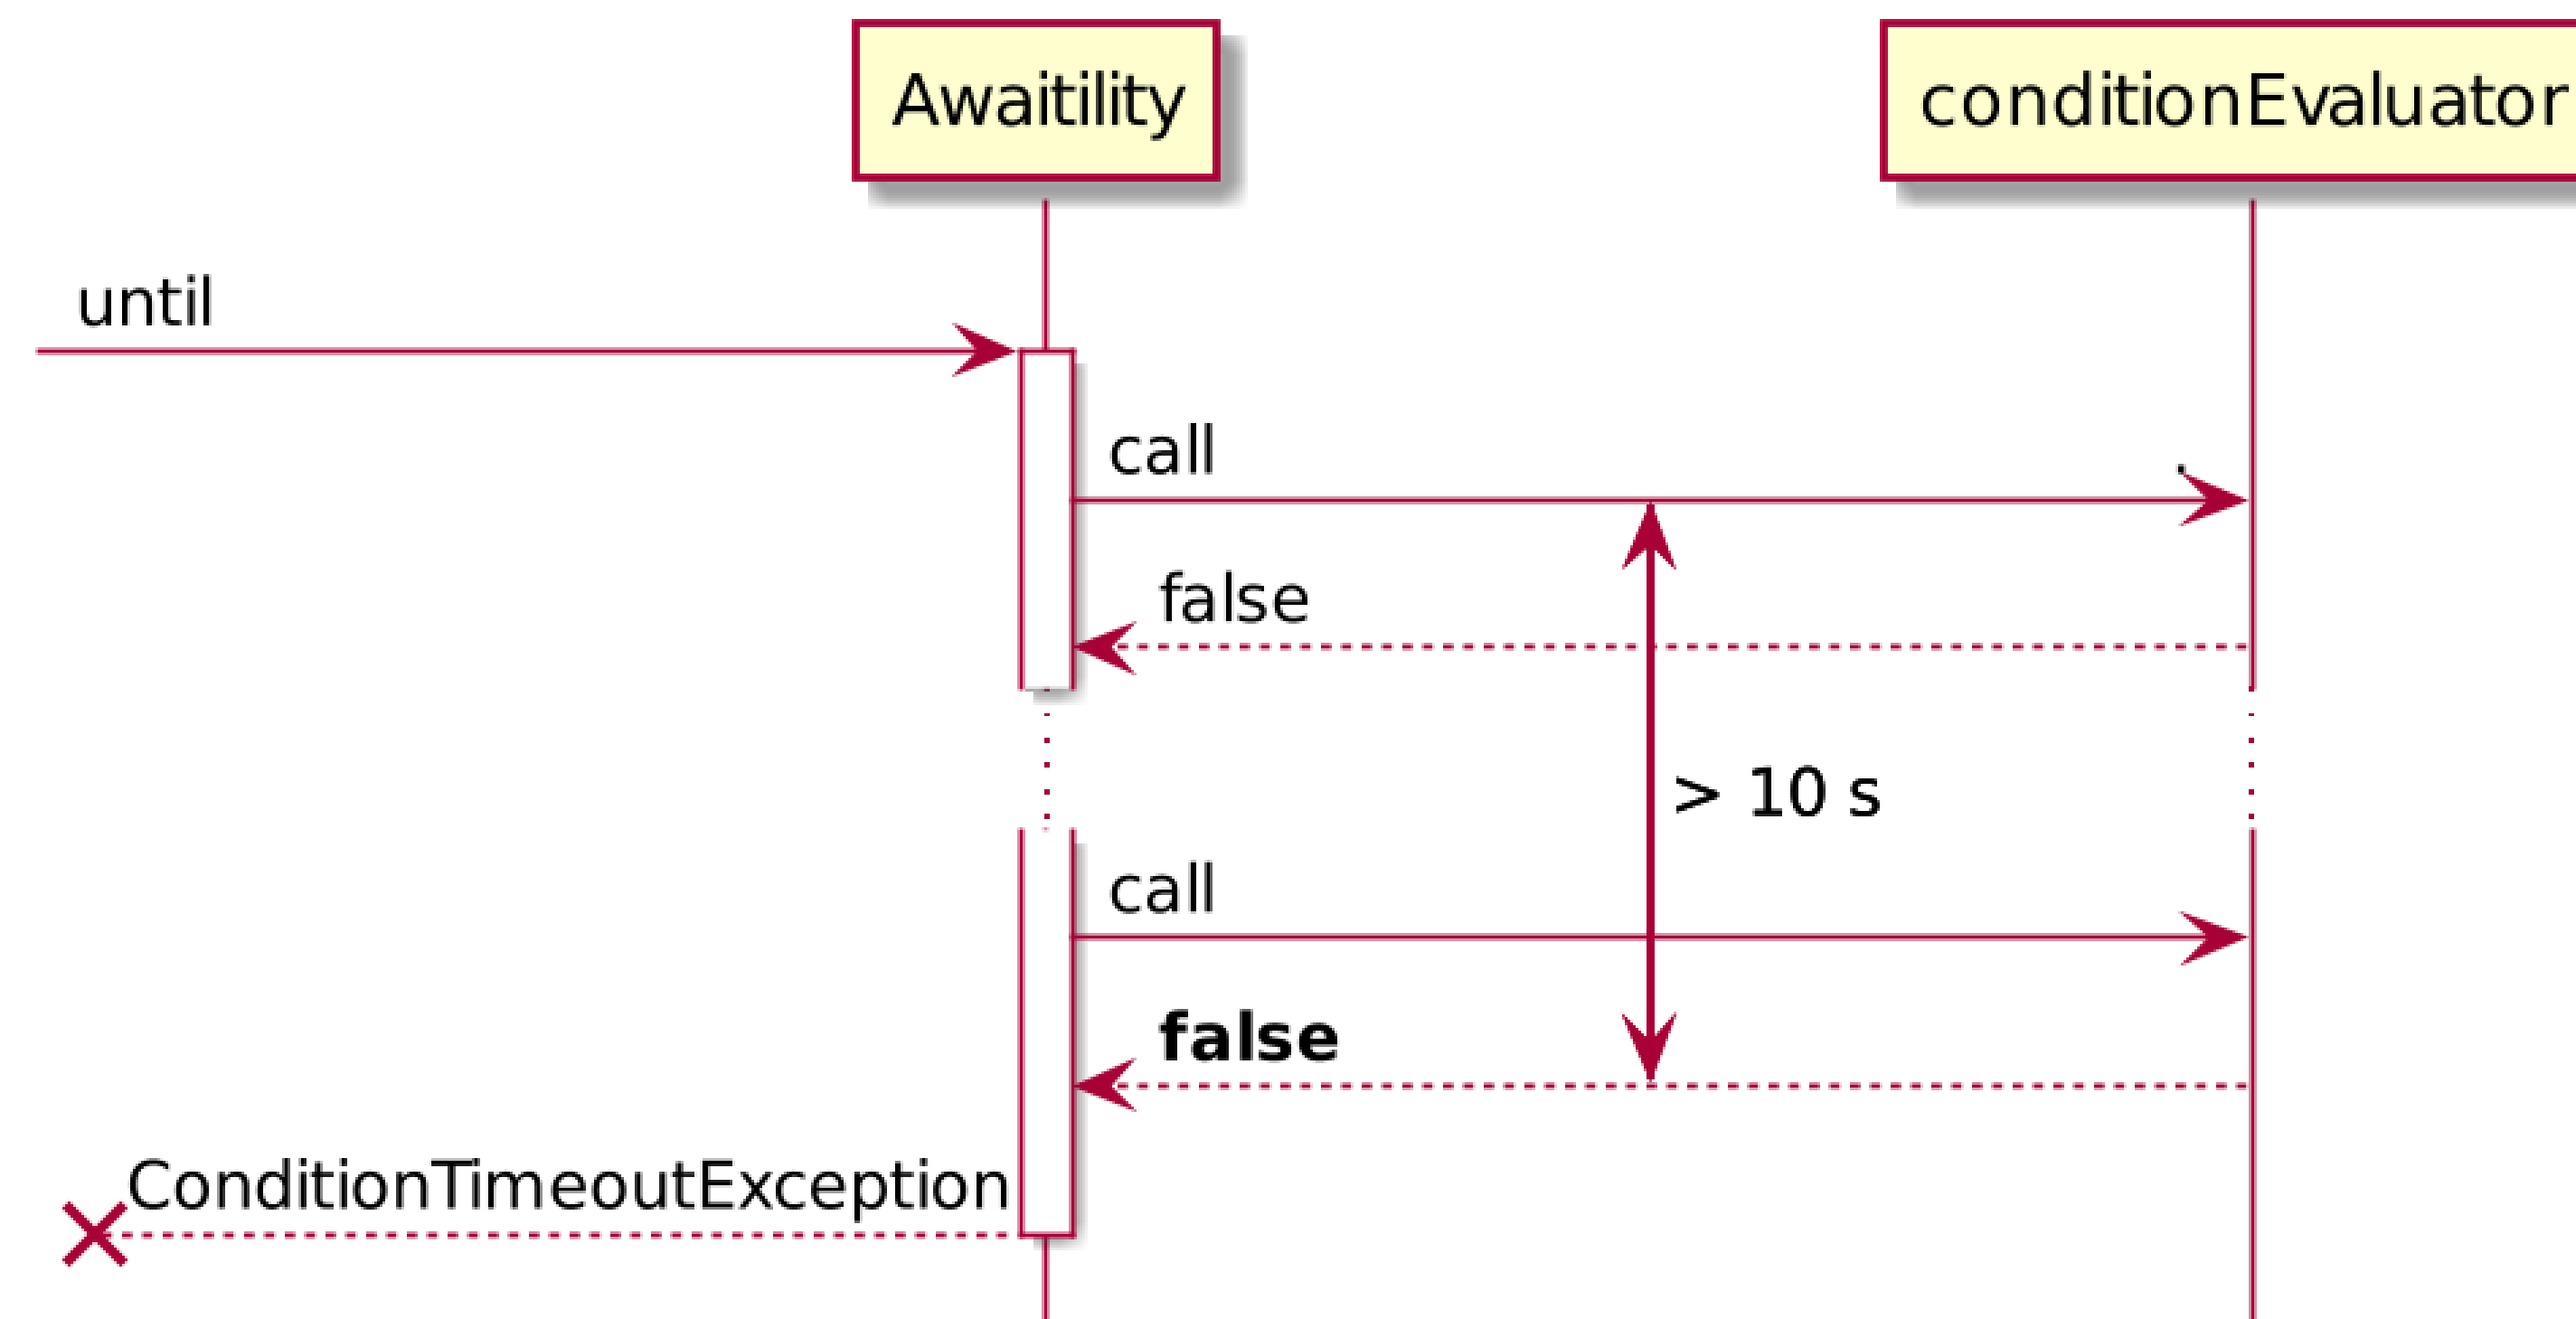 Awaitility
conditionEvaluator
until
call
.
false
> 10 s
call
false
ConditionTimeoutException